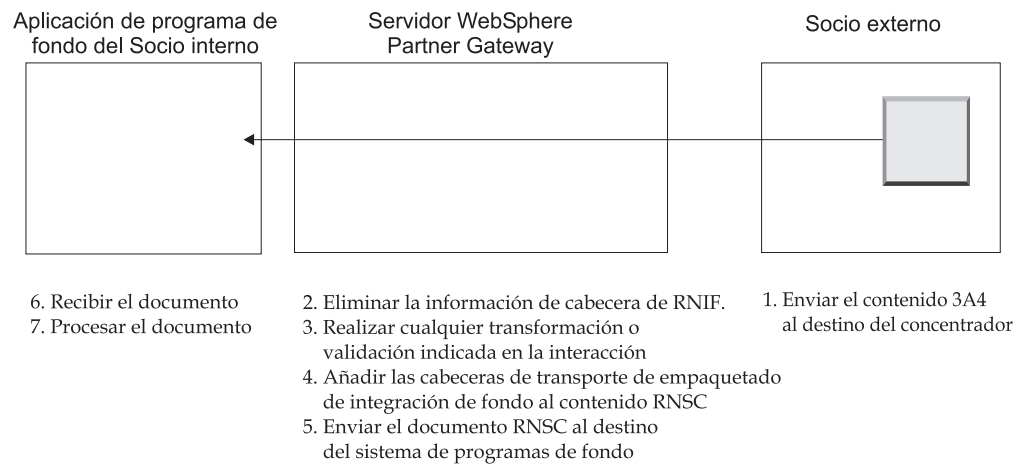 Aplicación de programa de
fondo del Socio interno
Servidor WebSphere
Partner Gateway
Socio externo
6. Recibir el documento
7. Procesar el documento
2. Eliminar la información de cabecera de RNIF.
3. Realizar cualquier transformación o
validación indicada en la interacción
4. Añadir las cabeceras de transporte de empaquetado
de integración de fondo al contenido RNSC
5. Enviar el documento RNSC al destino
del sistema de programas de fondo
1. Enviar el contenido 3A4
al destino del concentrador